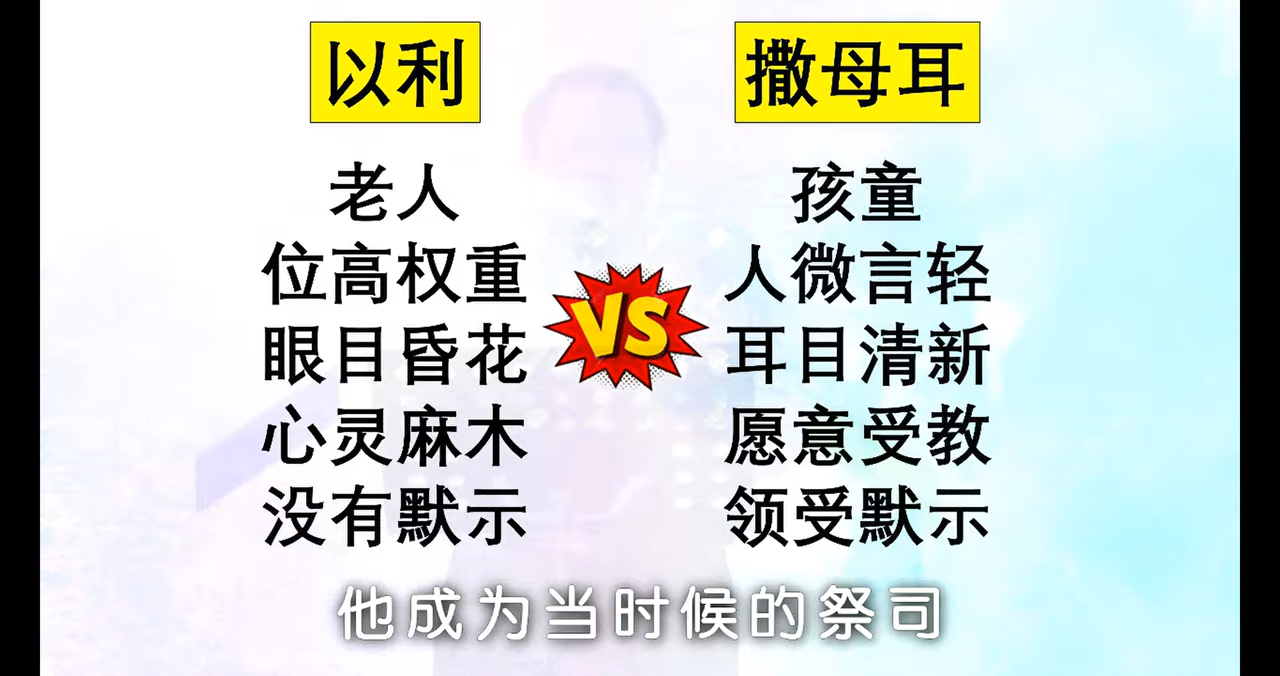 以利
老人
位高权重
眼目昏花
心灵麻木
没有默示
VS
撒母耳
孩童
人微言轻
耳目清新
愿意受教
领受默示
他成为当时候的祭司